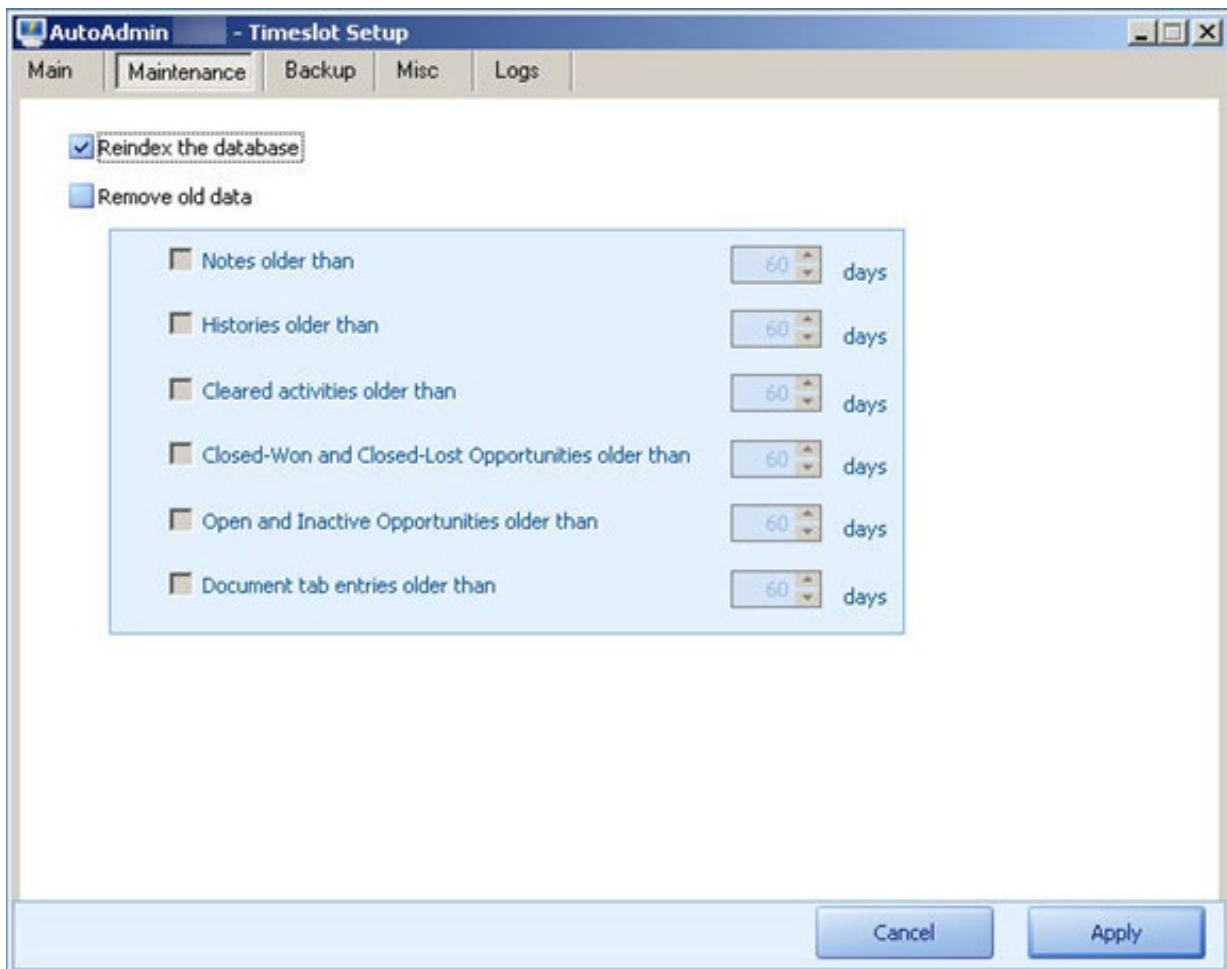 AutoAdmin - Timeslot Setup
Main Maintenance Backup Misc Logs
Reindex the database
Remove old data
Notes older than 60 days
Histories older than 60 days
Cleared activities older than 60 days
Closed-Won and Closed-Lost Opportunities older than 60 days
Open and Inactive Opportunities older than 60 days
Document tab entries older than 60 days
Cancel Apply